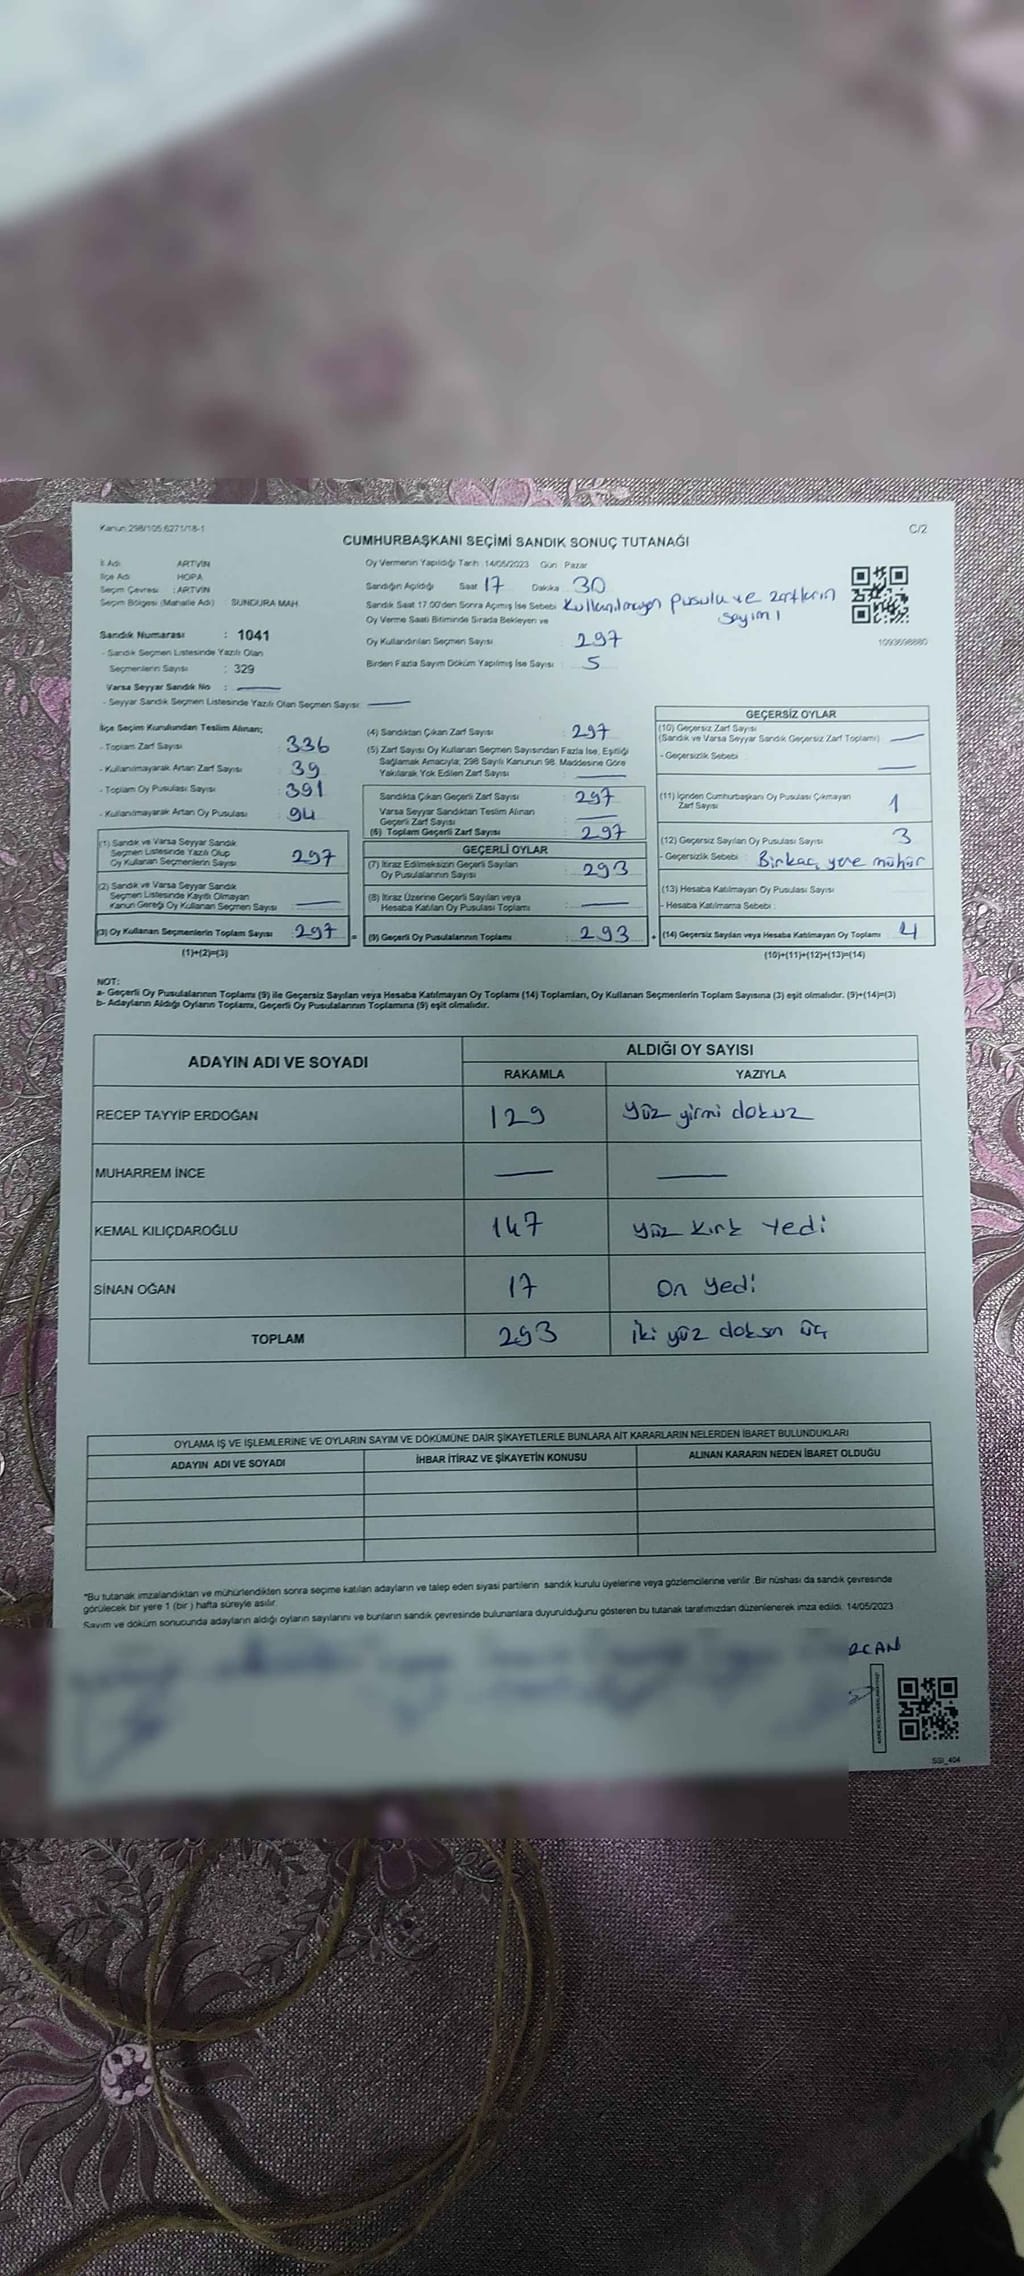 Kanun:298/105,6271/18-1
C/2
CUMHURBAŞKANI SEÇİMİ SANDIK SONUÇ TUTANAĞI
İl Adı : ARTVİN
İlçe Adı : HOPA
Seçim Çevresi : ARTVİN
Seçim Bölgesi (Mahalle Adı) : SUNDURA MAH.
Sandık Numarası : 1041
- Sandık Seçmen Listesinde Yazılı Olan
Seçmenlerin Sayısı : 329
Varsa Seyyar Sandık No :
- Seyyar Sandık Seçmen Listesinde Yazılı Olan Seçmen Sayısı:
Oy Vermenin Yapıldığı Tarih 14/05/2023 Gün: Pazar
Sandığın Açıldığı Saat 17 Dakika 30
Sandık Saat 17.00'den Sonra Açımış İse Sebebi Kullanılmayan pusula ve zarfların sayımı
Oy Verme Saati Bitiminde Sırada Bekleyen ve
Oy Kullandırılan Seçmen Sayısı : 297
Birden Fazla Sayım Döküm Yapılmış İse Sayısı : 5
1093698880
İlçe Seçim Kurulundan Teslim Alınan;
- Toplam Zarf Sayısı : 336
- Kullanılmayarak Artan Zarf Sayısı : 39
- Toplam Oy Pusulası Sayısı : 391
- Kullanılmayarak Artan Oy Pusulası : 94
(1) Sandık ve Varsa Seyyar Sandık
Seçmen Listesinde Yazılı Olup
Oy Kullanan Seçmenlerin Sayısı : 297
(2) Sandık ve Varsa Seyyar Sandık
Seçmen Listesinde Kayıtlı Olmayan
Kanun Gereği Oy Kullanan Seçmen Sayısı :
(3) Oy Kullanan Seçmenlerin Toplam Sayısı : 297
(1)+(2)=(3)
(4) Sandıktan Çıkan Zarf Sayısı : 297
(5) Zarf Sayısı Oy Kullanan Seçmen Sayısından Fazla İse, Eşitliği
Sağlamak Amacıyla; 298 Sayılı Kanunun 98. Maddesine Göre
Yakılarak Yok Edilen Zarf Sayısı :
Sandıkta Çıkan Geçerli Zarf Sayısı : 297
Varsa Seyyar Sandıktan Teslim Alınan
Geçerli Zarf Sayısı :
(6) Toplam Geçerli Zarf Sayısı : 297
GEÇERLİ OYLAR
(7) İtiraz Edilmeksizin Geçerli Sayılan
Oy Pusulalarının Sayısı : 293
(8) İtiraz Üzerine Geçerli Sayılan veya
Hesaba Katılan Oy Pusulası Toplamı :
(9) Geçerli Oy Pusulalarının Toplamı : 293
GEÇERSİZ OYLAR
(10) Geçersiz Zarf Sayısı
(Sandık ve Varsa Seyyar Sandık Geçersiz Zarf Toplamı) :
- Geçersizlik Sebebi :
(11) İçinden Cumhurbaşkanı Oy Pusulası Çıkmayan
Zarf Sayısı : 1
(12) Geçersiz Sayılan Oy Pusulası Sayısı : 3
- Geçersizlik Sebebi : Birkaç yere mühür
(13) Hesaba Katılmayan Oy Pusulası Sayısı :
- Hesaba Katılmama Sebebi :
(14) Geçersiz Sayılan veya Hesaba Katılmayan Oy Toplamı : 4
(10)+(11)+(12)+(13)=(14)
NOT:
a- Geçerli Oy Pusulalarının Toplamı (9) ile Geçersiz Sayılan veya Hesaba Katılmayan Oy Toplamı (14) Toplamları, Oy Kullanan Seçmenlerin Toplam Sayısına (3) eşit olmalıdır. (9)+(14)=(3)
b- Adayların Aldığı Oyların Toplamı, Geçerli Oy Pusulalarının Toplamına (9) eşit olmalıdır.
ADAYIN ADI VE SOYADI
ALDIĞI OY SAYISI
RAKAMLA YAZIYLA
RECEP TAYYİP ERDOĞAN 129 yüz yirmi dokuz
MUHARREM İNCE
KEMAL KILIÇDAROĞLU 147 yüz kırk yedi
SİNAN OĞAN 17 On yedi
TOPLAM 293 iki yüz doksan üç
OYLAMA İŞ VE İŞLEMLERİNE VE OYLARIN SAYIM VE DÖKÜMÜNE DAİR ŞİKAYETLERLE BUNLARA AİT KARARLARIN NELERDEN İBARET BULUNDUKLARI
ADAYIN ADI VE SOYADI İHBAR İTİRAZ VE ŞİKAYETİN KONUSU ALINAN KARARIN NEDEN İBARET OLDUĞU
*Bu tutanak imzalandıktan ve mühürlendikten sonra seçime katılan adayların ve talep eden siyasi partilerin sandık kurulu üyelerine veya gözlemcilerine verilir. Bir nüshası da sandık çevresinde
görülecek bir yere 1 (bir ) hafta süreyle asılır.
Sayım ve döküm sonucunda adayların aldığı oyların sayılarını ve bunların sandık çevresinde bulunanlara duyurulduğunu gösteren bu tutanak tarafımızdan düzenlenerek imza edildi. 14/05/2023
RCAN
SGI_404